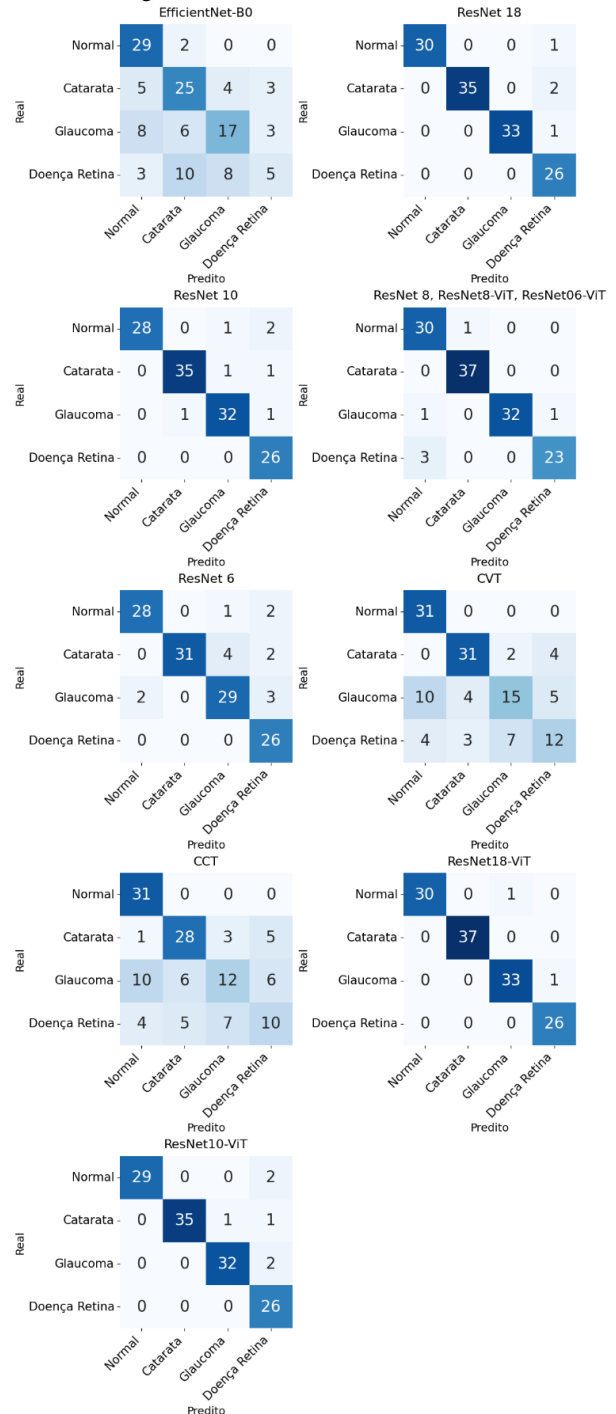 EfficientNet-B0
Real
Normal 29 2 0 0
Catarata 5 25 4 3
Glaucoma 8 6 17 3
Doença Retina 3 10 8 5
Normal Catarata Glaucoma Doença Retina
Predito
ResNet 18
Real
Normal 30 0 0 1
Catarata 0 35 0 2
Glaucoma 0 0 33 1
Doença Retina 0 0 0 26
Normal Catarata Glaucoma Doença Retina
Predito
ResNet 10
Real
Normal 28 0 1 2
Catarata 0 35 1 1
Glaucoma 0 1 32 1
Doença Retina 0 0 0 26
Normal Catarata Glaucoma Doença Retina
Predito
ResNet 8, ResNet8-ViT, ResNet06-ViT
Real
Normal 30 1 0 0
Catarata 0 37 0 0
Glaucoma 1 0 32 1
Doença Retina 3 0 0 23
Normal Catarata Glaucoma Doença Retina
Predito
ResNet 6
Real
Normal 28 0 1 2
Catarata 0 31 4 2
Glaucoma 2 0 29 3
Doença Retina 0 0 0 26
Normal Catarata Glaucoma Doença Retina
Predito
CVT
Real
Normal 31 0 0 0
Catarata 0 31 2 4
Glaucoma 10 4 15 5
Doença Retina 4 3 7 12
Normal Catarata Glaucoma Doença Retina
Predito
CCT
Real
Normal 31 0 0 0
Catarata 1 28 3 5
Glaucoma 10 6 12 6
Doença Retina 4 5 7 10
Normal Catarata Glaucoma Doença Retina
Predito
ResNet18-ViT
Real
Normal 30 0 1 0
Catarata 0 37 0 0
Glaucoma 0 0 33 1
Doença Retina 0 0 0 26
Normal Catarata Glaucoma Doença Retina
Predito
ResNet10-ViT
Real
Normal 29 0 0 2
Catarata 0 35 1 1
Glaucoma 0 0 32 2
Doença Retina 0 0 0 26
Normal Catarata Glaucoma Doença Retina
Predito